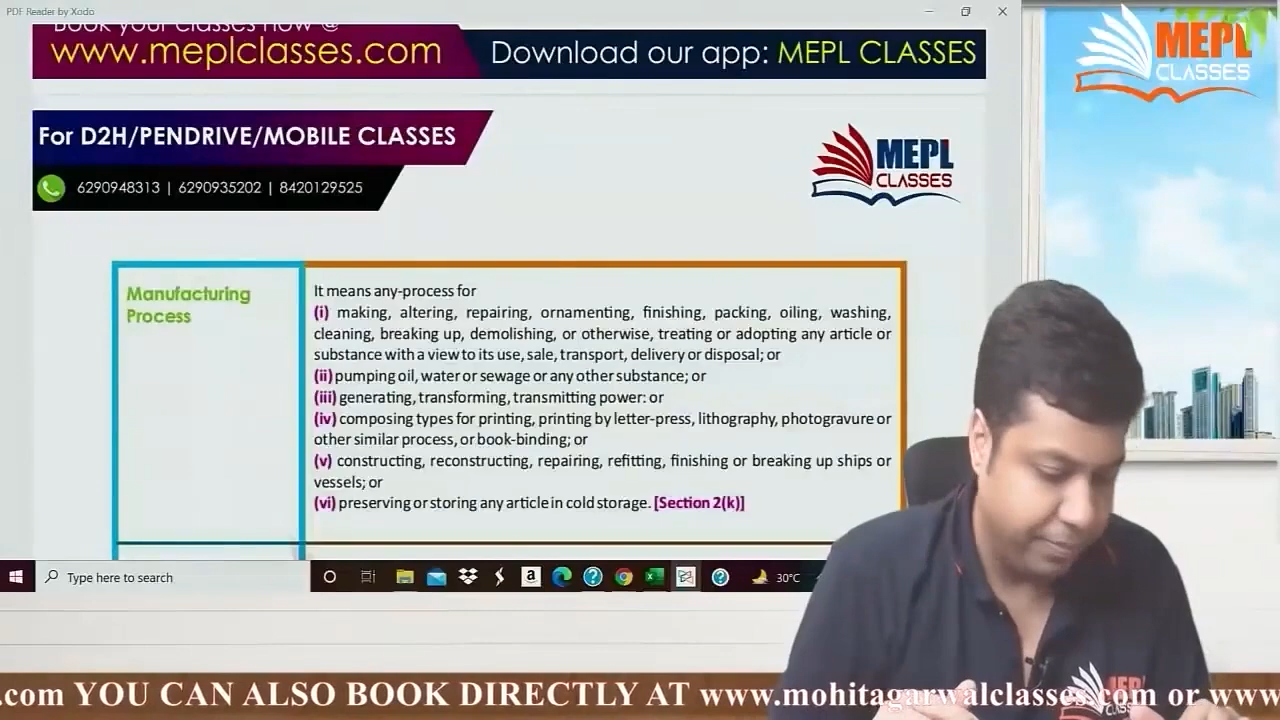 PDF Reader by Xodo
Book your classes now @
www.meplclasses.com
Download our app: MEPL CLASSES
MEPL
CLASSES
For D2H/PENDRIVE/MOBILE CLASSES
6290948313 | 6290935202 | 8420129525
MEPL
CLASSES
Manufacturing
Process
It means any-process for
(i) making, altering, repairing, ornamenting, finishing, packing, oiling, washing,
cleaning, breaking up, demolishing, or otherwise, treating or adopting any article or
substance with a view to its use, sale, transport, delivery or disposal; or
(ii) pumping oil, water or sewage or any other substance; or
(iii) generating, transforming, transmitting power: or
(iv) composing types for printing, printing by letter-press, lithography, photogravure or
other similar process, or book-binding; or
(v) constructing, reconstructing, repairing, refitting, finishing or breaking up ships or
vessels; or
(vi) preserving or storing any article in cold storage. [Section 2(k)]
Type here to search
30°C
.com YOU CAN ALSO BOOK DIRECTLY AT www.mohitagarwalclasses.com or www.